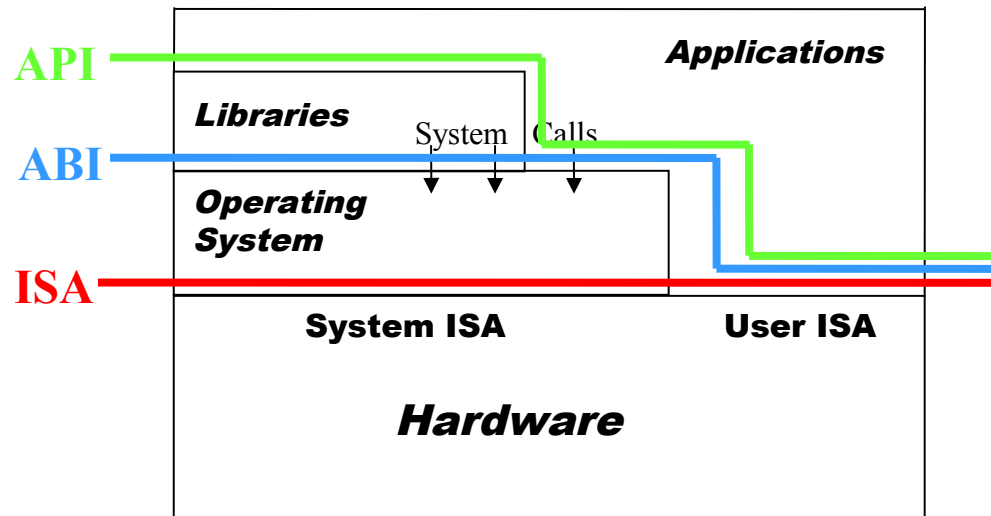 Applications
API
Libraries
System Calls
ABI
Operating
System
ISA
System ISA
User ISA
Hardware